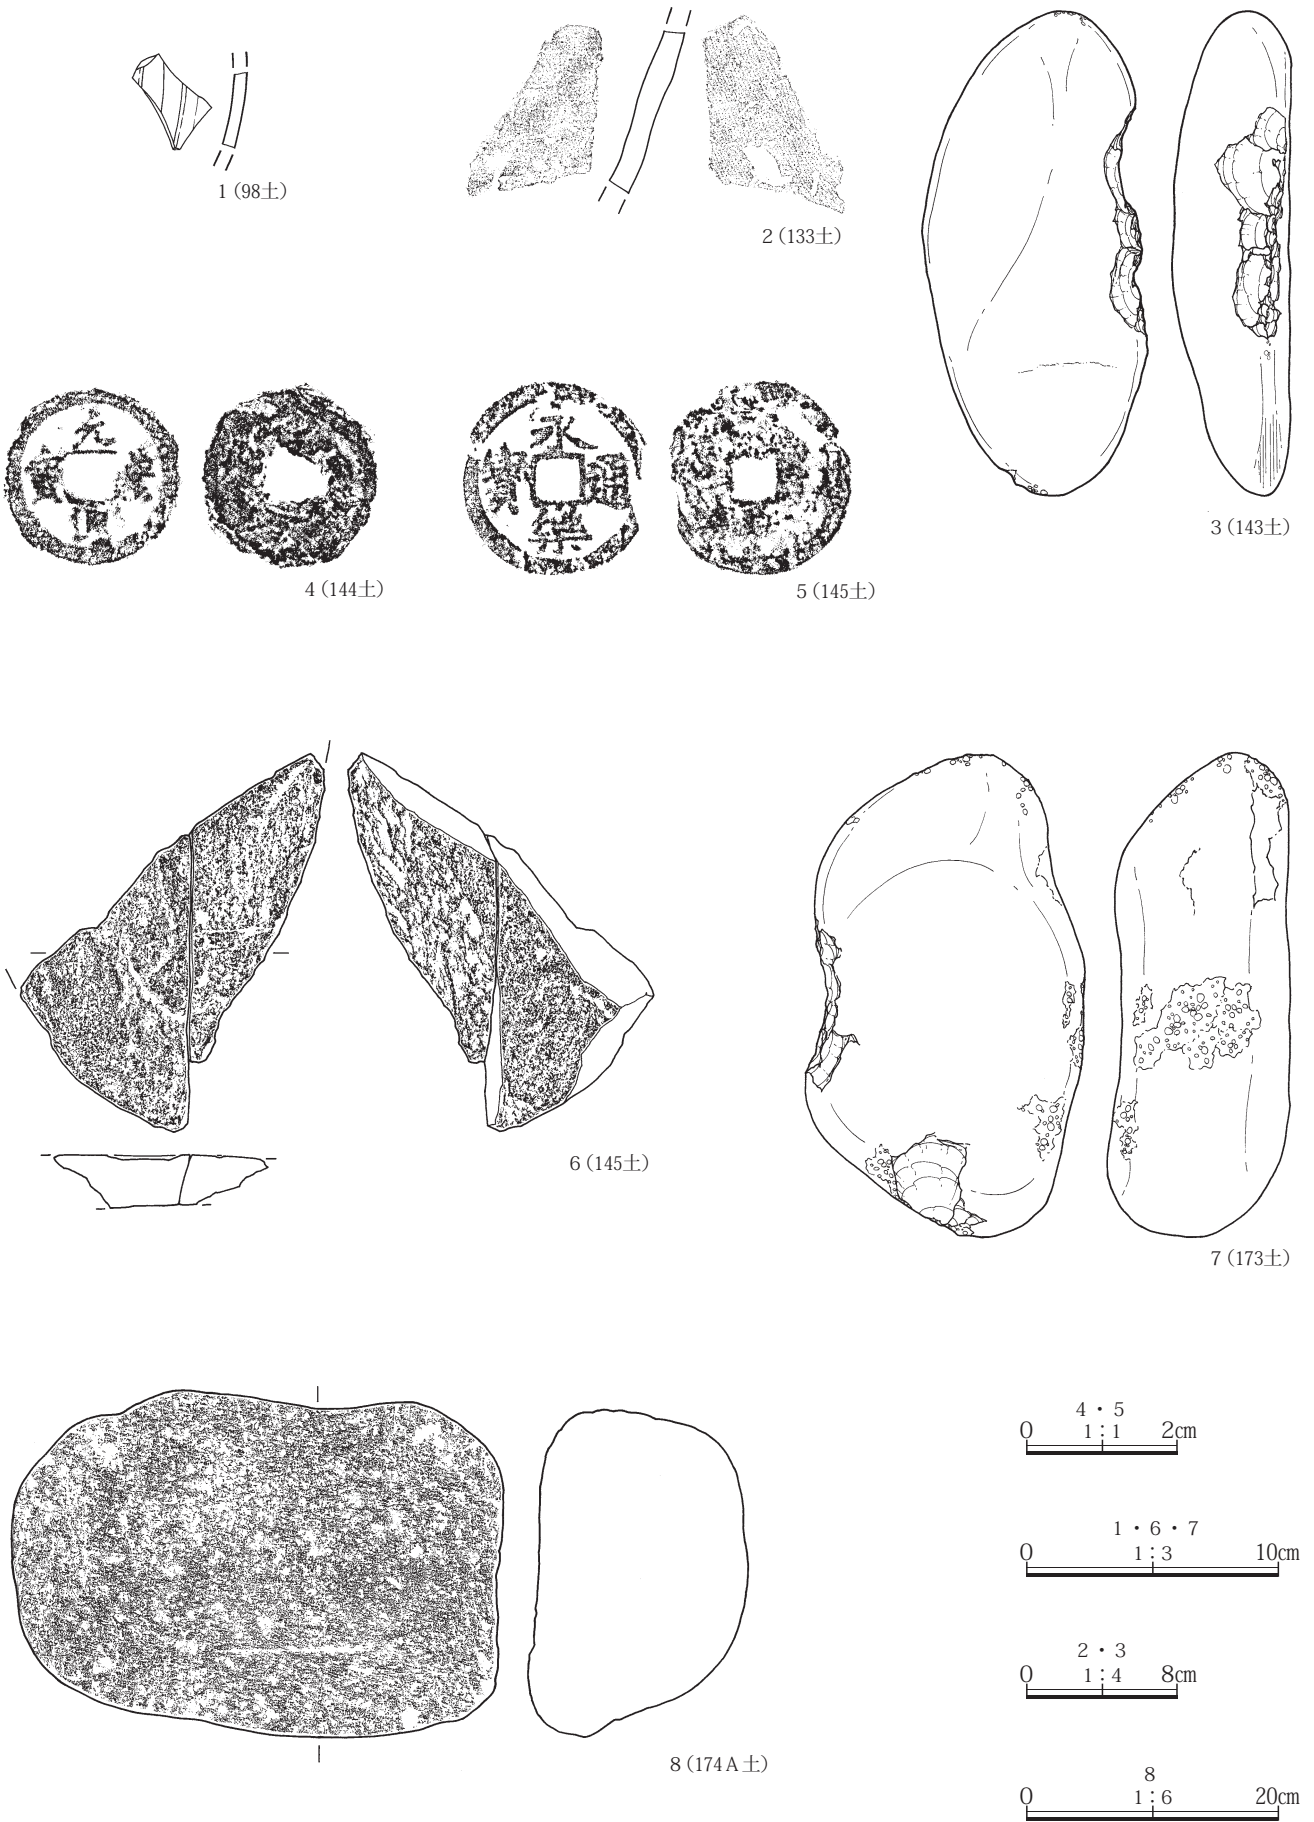 1（98土）
2（133土）
3（143土）
元
寳
4（144土）
永
寳 通
樂
5（145土）
6（145土）
7（173土）
8（174A土）
4・5
0 1：1 2cm
1・6・7
0 1：3 10cm
2・3
0 1：4 8cm
8
0 1：6 20cm